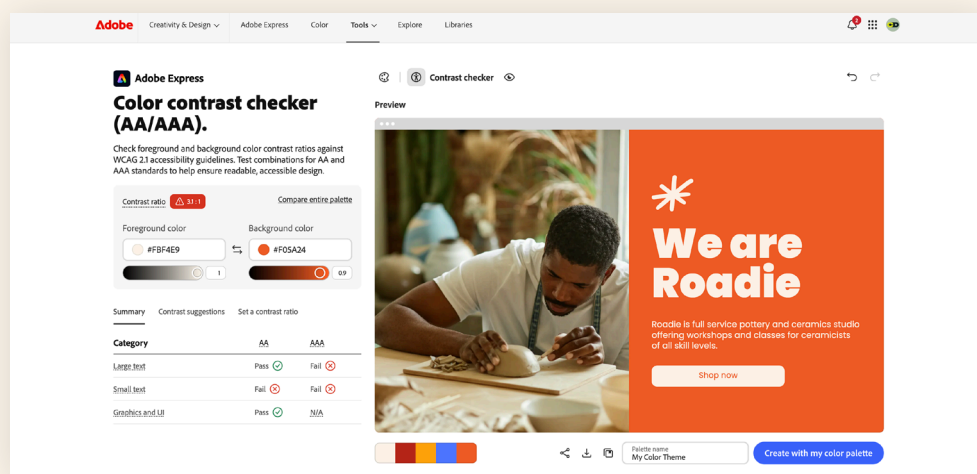 Adobe
Creativity & Design
Adobe Express
Color
Tools
Explore
Libraries
Adobe Express
Color contrast checker
(AA/AAA).
Check foreground and background color contrast ratios against
WCAG 2.1 accessibility guidelines. Test combinations for AA and
AAA standards to help ensure readable, accessible design.
Contrast ratio
3.1 : 1
Compare entire palette
Foreground color
Background color
#FBF4E9
#F05A24
1
0.9
Summary
Contrast suggestions
Set a contrast ratio
Category
AA
AAA
Large text
Pass
Fail
Small text
Fail
Fail
Graphics and UI
Pass
N/A
Contrast checker
Preview
We are
Roadie
Roadie is full service pottery and ceramics studio
offering workshops and classes for ceramicists
of all skill levels.
Shop now
Palette name
My Color Theme
Create with my color palette